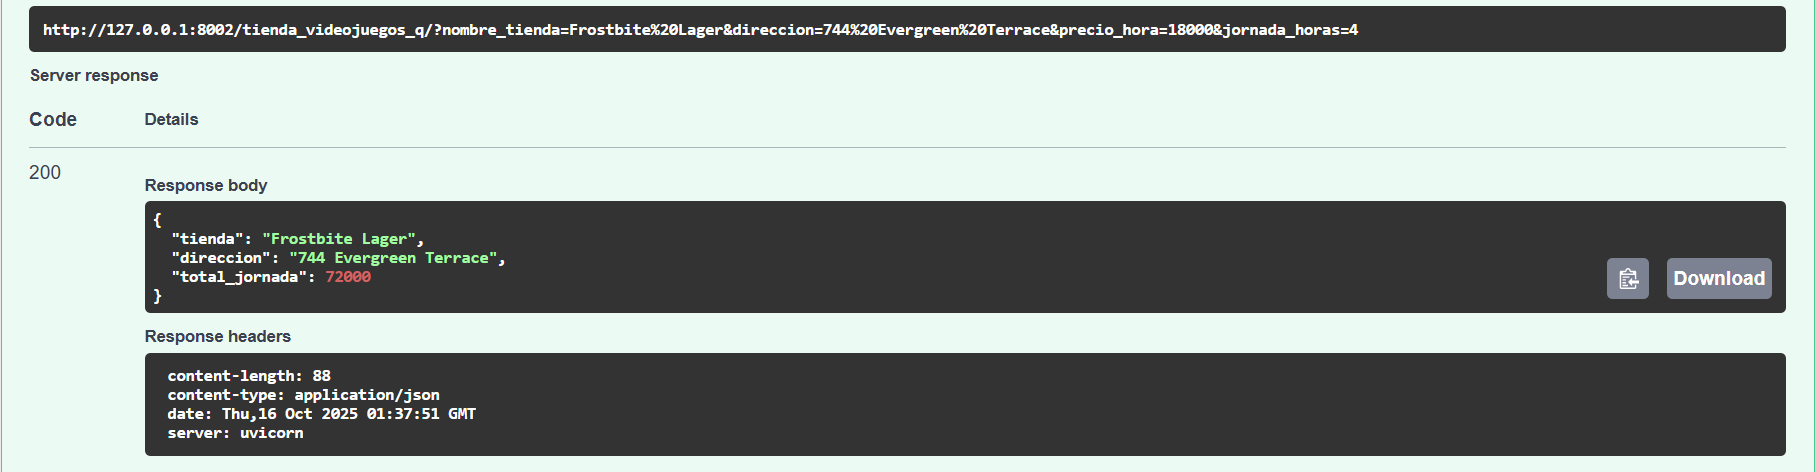 http://127.0.0.1:8002/tienda_videojuegos_q/?nombre_tienda=Frostbite%20Lager&direccion=744%20Evergreen%20Terrace&precio_hora=18000&jornada_horas=4
Server response
Code Details
200
Response body
{
  "tienda": "Frostbite Lager",
  "direccion": "744 Evergreen Terrace",
  "total_jornada": 72000
}
Download
Response headers
content-length: 88
content-type: application/json
date: Thu,16 Oct 2025 01:37:51 GMT
server: uvicorn